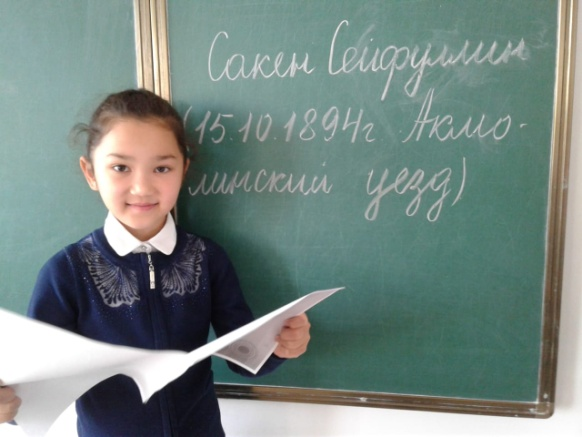 Сакен Сейфуллин
(15.10.1894г. Акмо-
линский уезд)